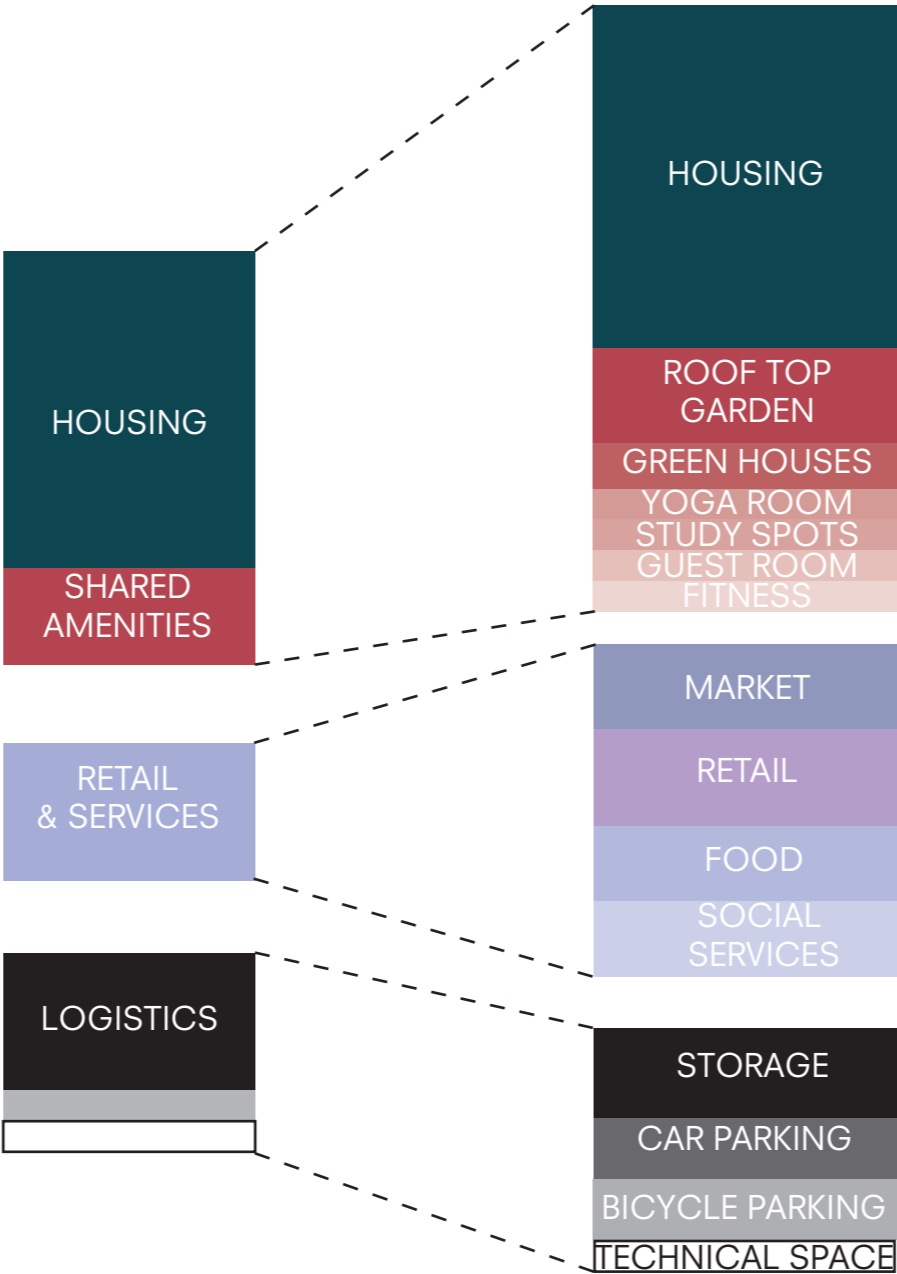 HOUSING
SHARED
AMENITIES
RETAIL
& SERVICES
LOGISTICS
HOUSING
ROOF TOP
GARDEN
GREEN HOUSES
YOGA ROOM
STUDY SPOTS
GUEST ROOM
FITNESS
MARKET
RETAIL
FOOD
SOCIAL
SERVICES
STORAGE
CAR PARKING
BICYCLE PARKING
TECHNICAL SPACE